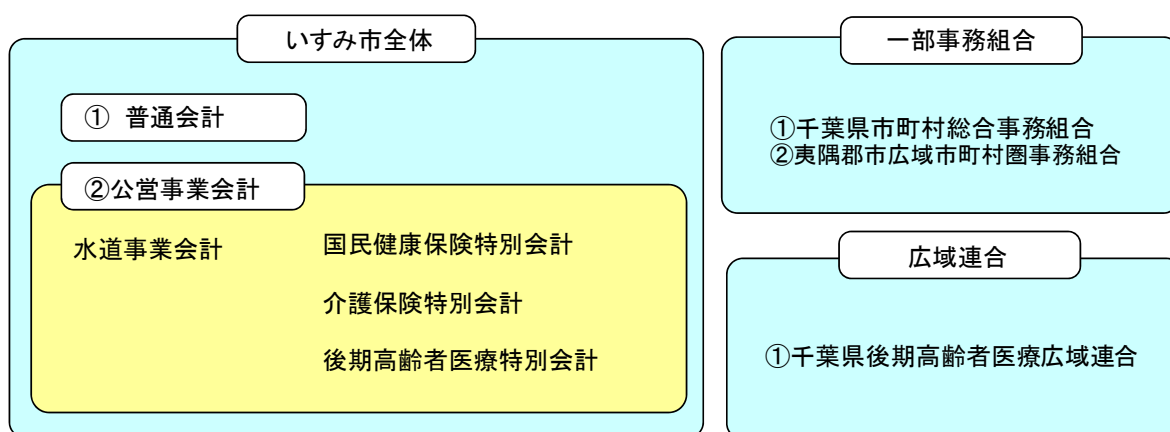 いすみ市全体
① 普通会計
②公営事業会計
水道事業会計
国民健康保険特別会計
介護保険特別会計
後期高齢者医療特別会計
一部事務組合
①千葉県市町村総合事務組合
②夷隅郡市広域市町村圏事務組合
広域連合
①千葉県後期高齢者医療広域連合